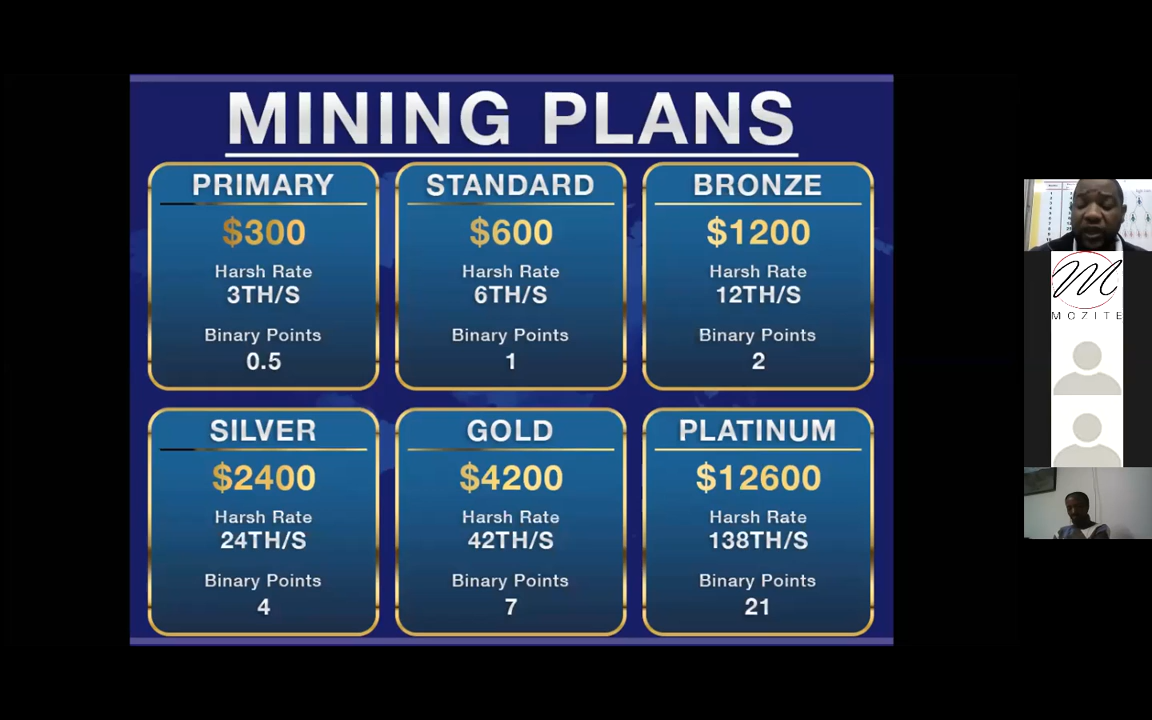 MINING PLANS
PRIMARY
$300
Harsh Rate
3TH/S
Binary Points
0.5
STANDARD
$600
Harsh Rate
6TH/S
Binary Points
1
BRONZE
$1200
Harsh Rate
12TH/S
Binary Points
2
SILVER
$2400
Harsh Rate
24TH/S
Binary Points
4
GOLD
$4200
Harsh Rate
42TH/S
Binary Points
7
PLATINUM
$12600
Harsh Rate
138TH/S
Binary Points
21
M
MOZITE